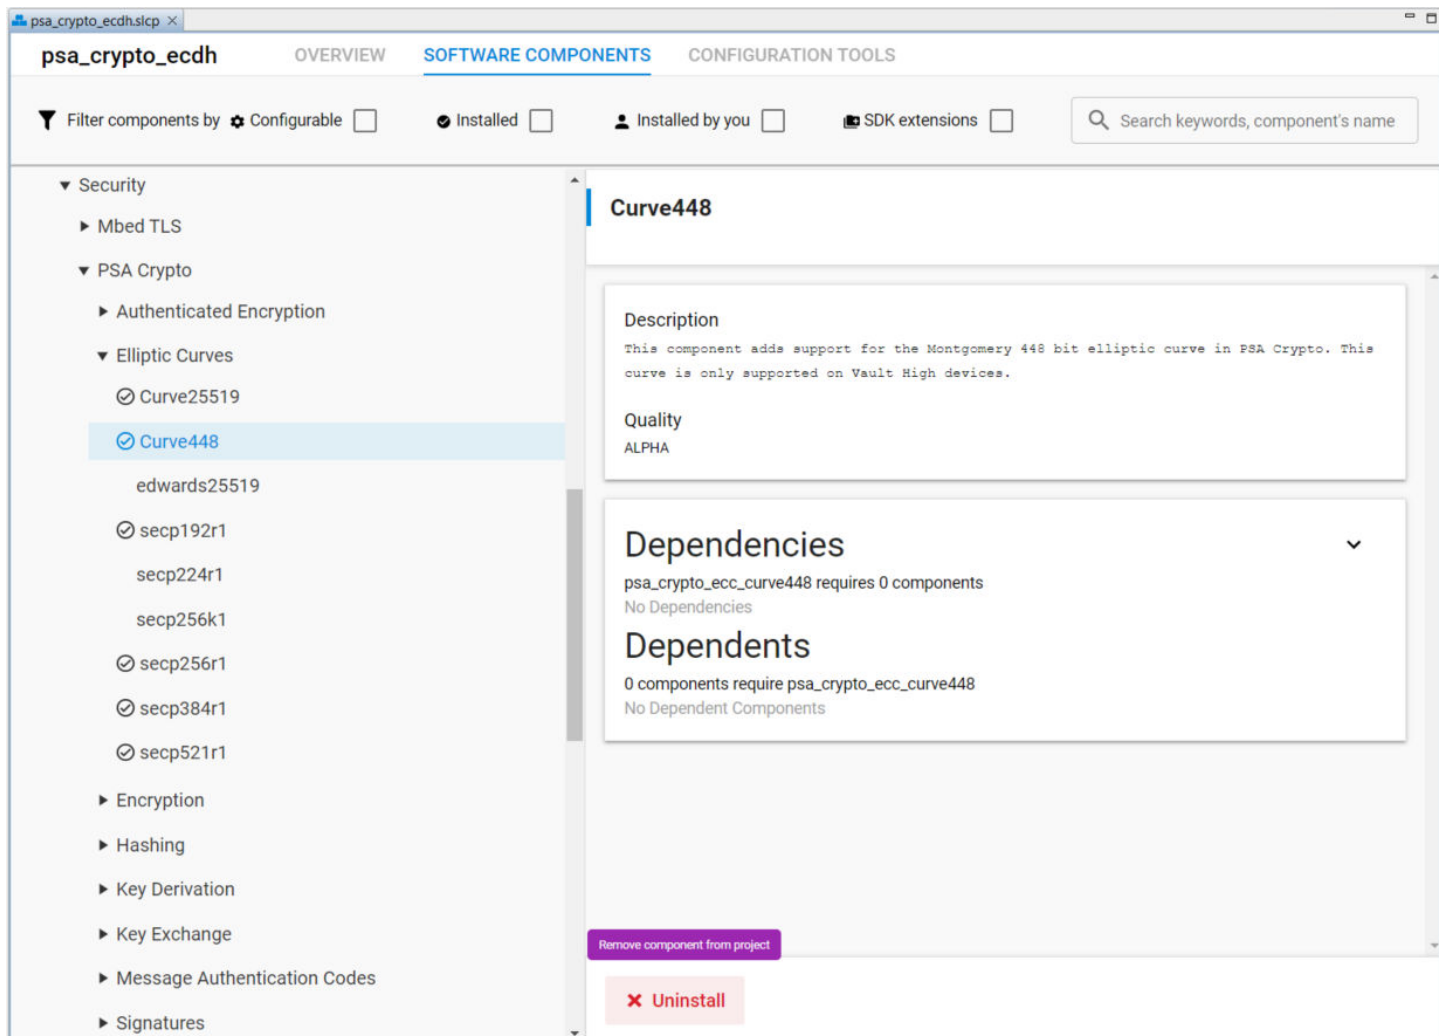 psa_crypto_ecdh.slcp
psa_crypto_ecdh OVERVIEW SOFTWARE COMPONENTS CONFIGURATION TOOLS
Filter components by Configurable Installed Installed by you SDK extensions Search keywords, component's name
Security
Mbed TLS
PSA Crypto
Authenticated Encryption
Elliptic Curves
Curve25519
Curve448
edwards25519
secp192r1
secp224r1
secp256k1
secp256r1
secp384r1
secp521r1
Encryption
Hashing
Key Derivation
Key Exchange
Message Authentication Codes
Signatures
Curve448
Description
This component adds support for the Montgomery 448 bit elliptic curve in PSA Crypto. This
curve is only supported on Vault High devices.
Quality
ALPHA
Dependencies
psa_crypto_ecc_curve448 requires 0 components
No Dependencies
Dependents
0 components require psa_crypto_ecc_curve448
No Dependent Components
Remove component from project
Uninstall